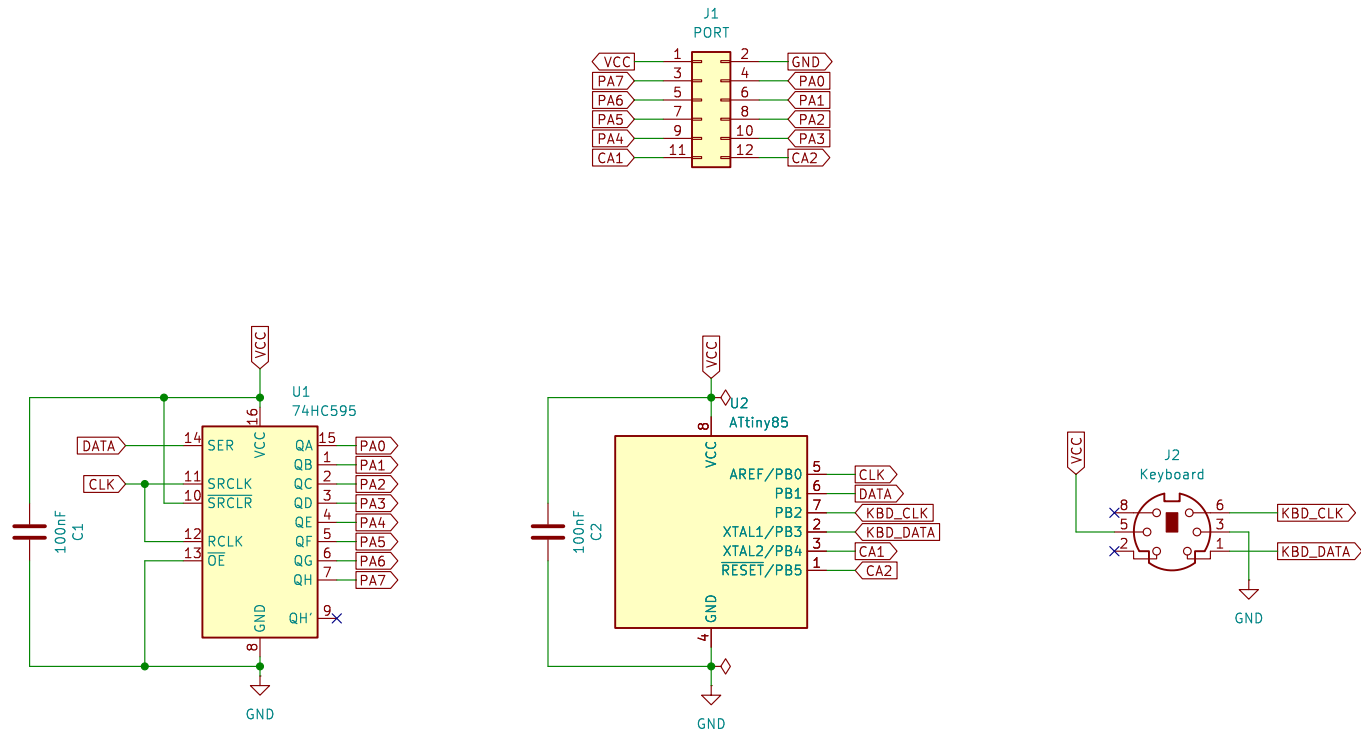 J1
PORT
VCC 1 2 GND
PA7 3 4 PA0
PA6 5 6 PA1
PA5 7 8 PA2
PA4 9 10 PA3
CA1 11 12 CA2
VCC
U1
74HC595
16
VCC
DATA 14 SER QA 15 PA0
QB 1 PA1
CLK 11 SRCLK QC 2 PA2
10 SRCLR QD 3 PA3
QE 4 PA4
12 RCLK QF 5 PA5
13 OE QG 6 PA6
QH 7 PA7
QH' 9
GND
8
GND
100nF
C1
VCC
U2
ATtiny85
8
VCC
AREF/PB0 5 CLK
PB1 6 DATA
PB2 7 KBD_CLK
XTAL1/PB3 2 KBD_DATA
XTAL2/PB4 3 CA1
RESET/PB5 1 CA2
GND
4
GND
100nF
C2
VCC
J2
Keyboard
8 6 KBD_CLK
5 3
2 1 KBD_DATA
GND